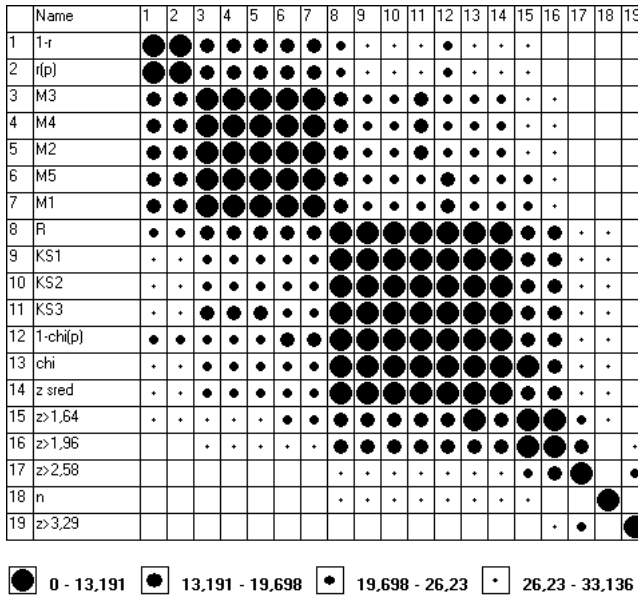 Name 1 2 3 4 5 6 7 8 9 10 11 12 13 14 15 16 17 18 19
1 1-r
2 r(p)
3 M3
4 M4
5 M2
6 M5
7 M1
8 R
9 KS1
10 KS2
11 KS3
12 1-chi(p)
13 chi
14 z sred
15 z>1,64
16 z>1,96
17 z>2,58
18 n
19 z>3,29
0 - 13,191 13,191 - 19,698 19,698 - 26,23 26,23 - 33,136